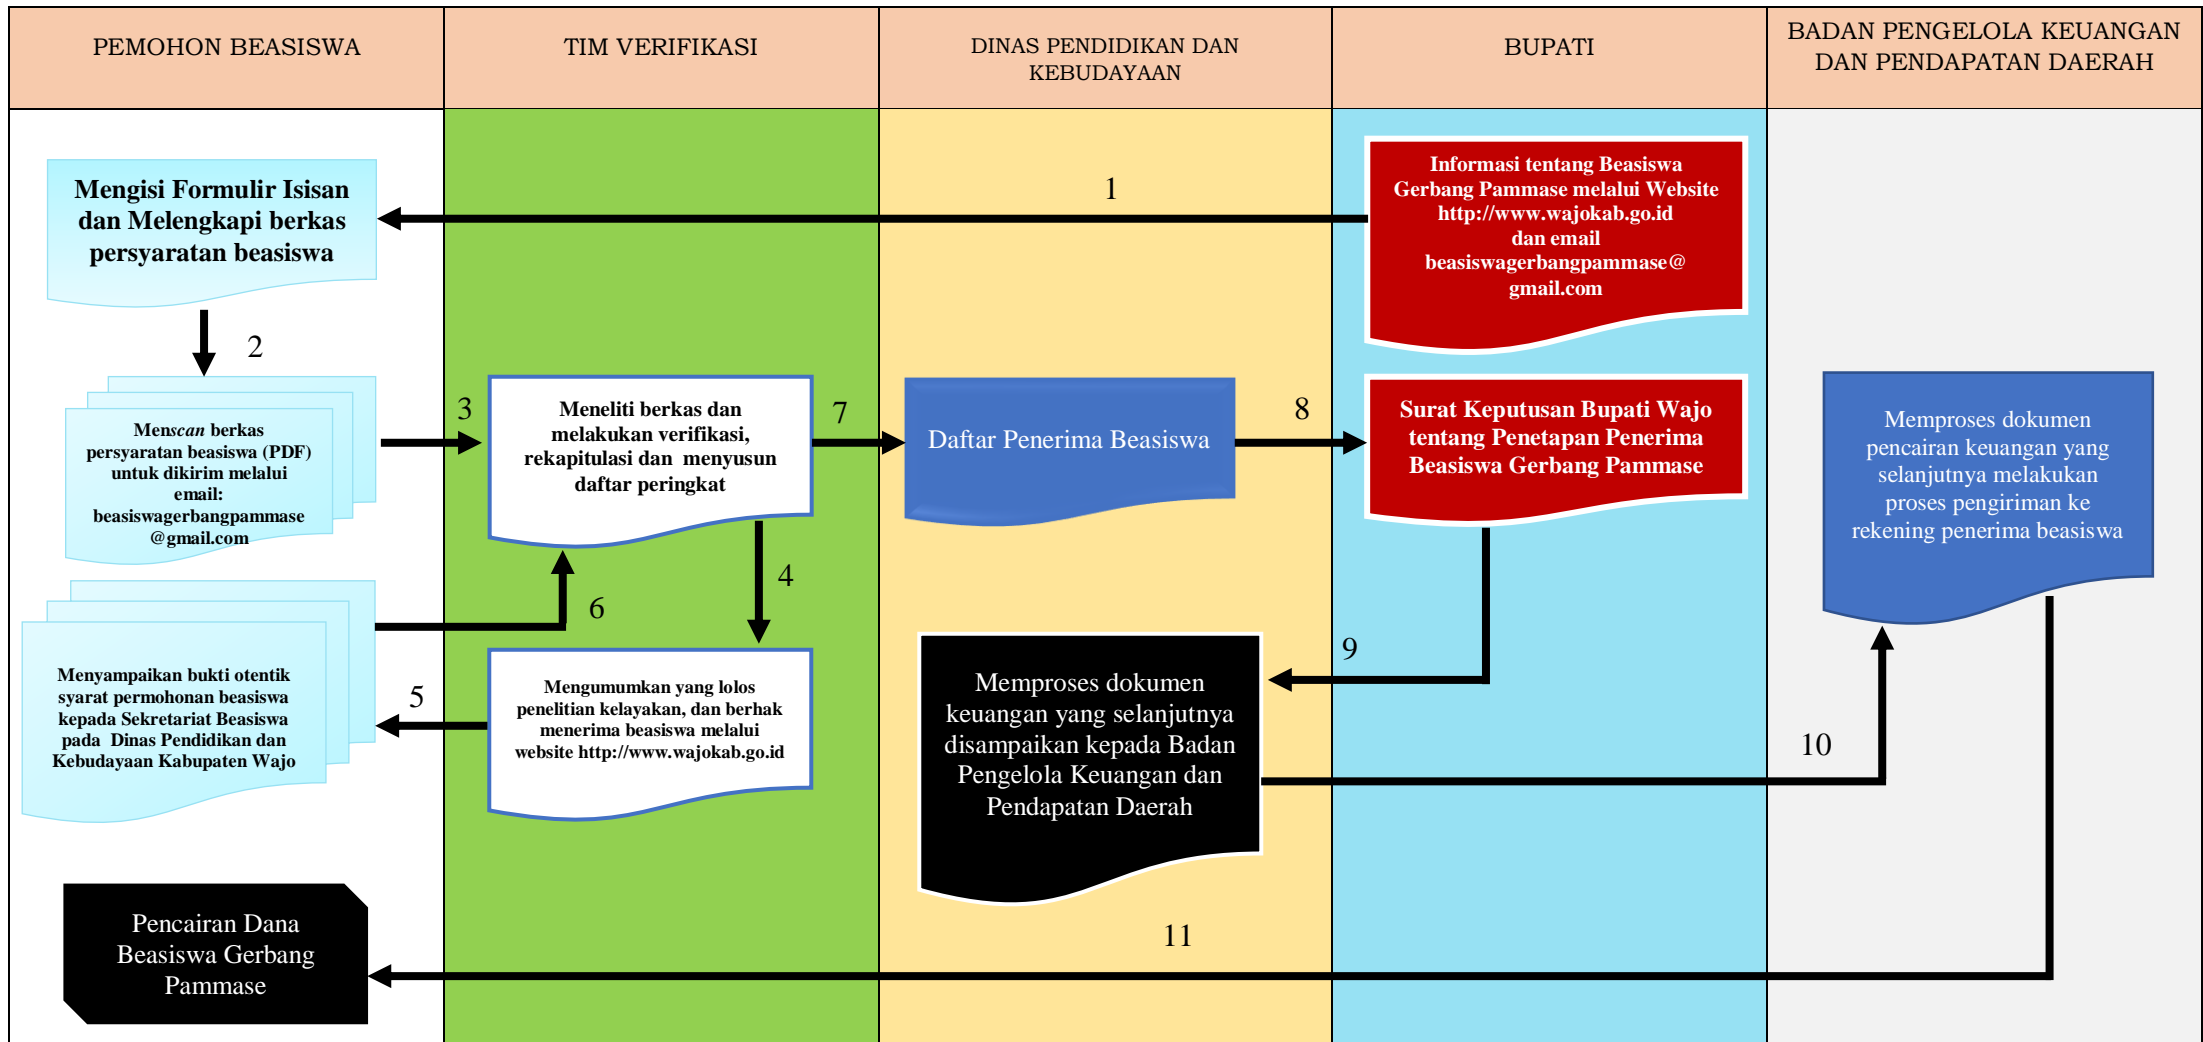 PEMOHON BEASISWA
TIM VERIFIKASI
DINAS PENDIDIKAN DAN
KEBUDAYAAN
BUPATI
BADAN PENGELOLA KEUANGAN
DAN PENDAPATAN DAERAH
Mengisi Formulir Isisan
dan Melengkapi berkas
persyaratan beasiswa
1
Informasi tentang Beasiswa
Gerbang Pammase melalui Website
http://www.wajokab.go.id
dan email
beasiswagerbangpammase@
gmail.com
2
Menscan berkas
persyaratan beasiswa (PDF)
untuk dikirim melalui
email:
beasiswagerbangpammase
@gmail.com
3
Meneliti berkas dan
melakukan verifikasi,
rekapitulasi dan menyusun
daftar peringkat
7
Daftar Penerima Beasiswa
8
Surat Keputusan Bupati Wajo
tentang Penetapan Penerima
Beasiswa Gerbang Pammase
Memproses dokumen
pencairan keuangan yang
selanjutnya melakukan
proses pengiriman ke
rekening penerima beasiswa
4
6
Menyampaikan bukti otentik
syarat permohonan beasiswa
kepada Sekretariat Beasiswa
pada Dinas Pendidikan dan
Kebudayaan Kabupaten Wajo
5
Mengumumkan yang lolos
penelitian kelayakan, dan berhak
menerima beasiswa melalui
website http://www.wajokab.go.id
Memproses dokumen
keuangan yang selanjutnya
disampaikan kepada Badan
Pengelola Keuangan dan
Pendapatan Daerah
9
10
Pencairan Dana
Beasiswa Gerbang
Pammase
11